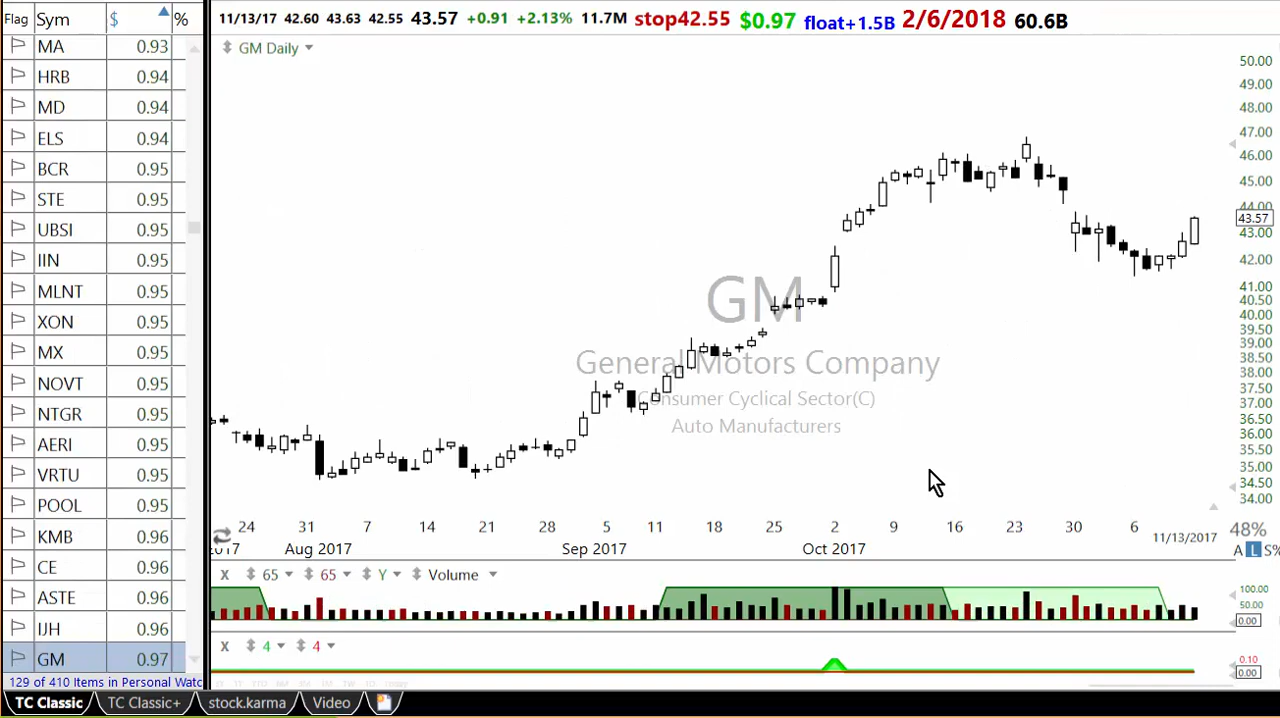 Flag Sym $ %
MA 0.93
HRB 0.94
MD 0.94
ELS 0.94
BCR 0.95
STE 0.95
UBSI 0.95
IIN 0.95
MLNT 0.95
XON 0.95
MX 0.95
NOVT 0.95
NTGR 0.95
AERI 0.95
VRTU 0.95
POOL 0.95
KMB 0.96
CE 0.96
ASTE 0.96
IJH 0.96
GM 0.97
129 of 410 Items in Personal Watc
11/13/17 42.60 43.63 42.55 43.57 +0.91 +2.13% 11.7M stop42.55 $0.97 float+1.5B 2/6/2018 60.6B
GM Daily
GM
General Motors Company
Consumer Cyclical Sector(C)
Auto Manufacturers
50.00
49.00
48.00
47.00
46.00
45.00
44.00
43.57
43.00
42.00
41.00
40.50
40.00
39.50
39.00
38.50
38.00
37.50
37.00
36.50
36.00
35.50
35.00
34.50
34.00
24 31 7 14 21 28 5 11 18 25 2 9 16 23 30 6
2017 Aug 2017 Sep 2017 Oct 2017 11/13/2017
48%
A L S%
X 65 65 Y Volume
100.00
50.00
0.00
X 4 4
0.10
0.00
TC Classic TC Classic+ stock.karma Video